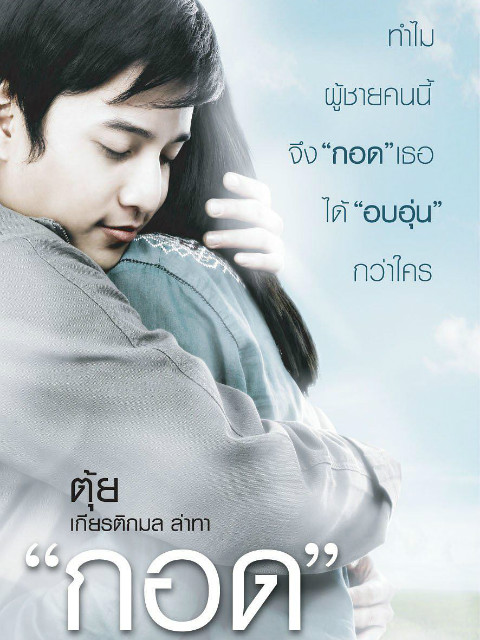 ทำไม
ผู้ชายคนนี้
จึง “กอด” เธอ
ได้ “อบอุ่น”
กว่าใคร
ตุ้ย
เกียรติกมล ล่าทา
“กอด”